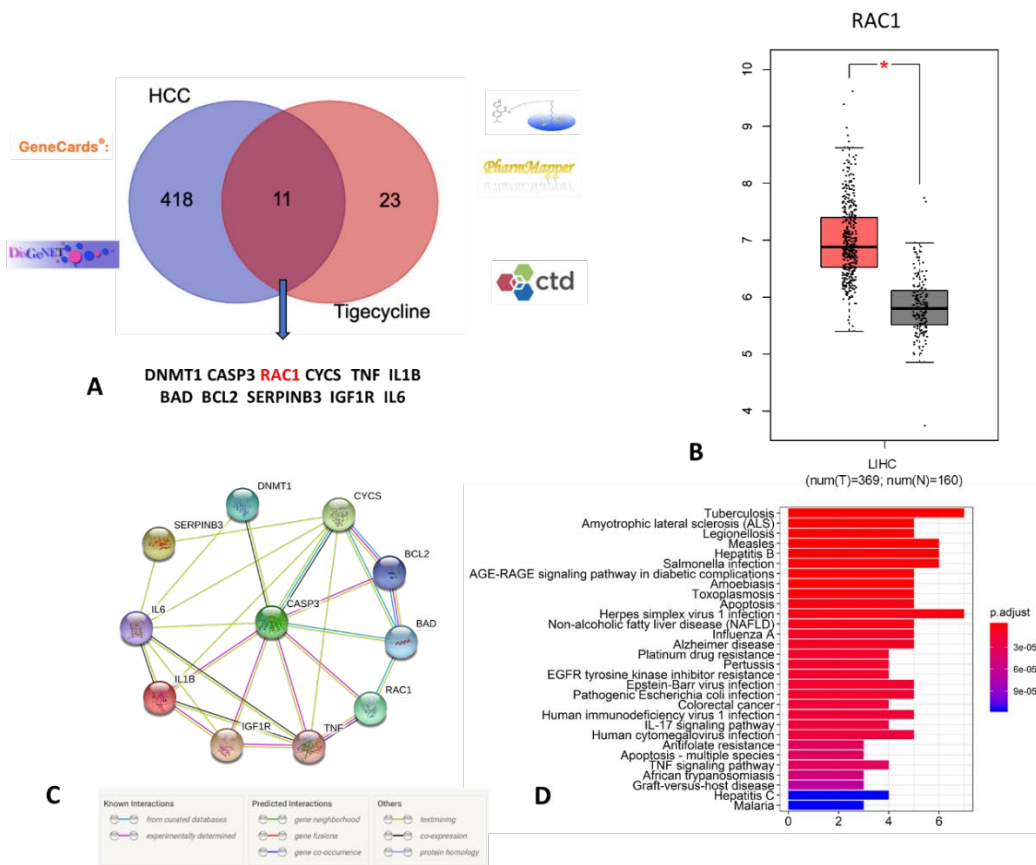 RAC1
HCC
GeneCards®:
418
11
23
PharmMapper
DisGeNET
ctd
Tigecycline
A
DNMT1 CASP3 RAC1 CYCS TNF IL1B
BAD BCL2 SERPINB3 IGF1R IL6
10
9
8
7
6
5
4
*
B
LIHC
(num(T)=369; num(N)=160)
DNMT1
CYCS
SERPINB3
BCL2
CASP3
IL6
BAD
IL1B
RAC1
IGF1R
TNF
C
Known Interactions
from curated databases
experimentally determined
Predicted Interactions
gene neighborhood
gene fusions
gene co-occurrence
Others
textmining
co-expression
protein homology
Tuberculosis
Amyotrophic lateral sclerosis (ALS)
Legionellosis
Measles
Hepatitis B
Salmonella infection
AGE-RAGE signaling pathway in diabetic complications
Amoebiasis
Toxoplasmosis
Apoptosis
Herpes simplex virus 1 infection
Non-alcoholic fatty liver disease (NAFLD)
Influenza A
Alzheimer disease
Platinum drug resistance
Pertussis
EGFR tyrosine kinase inhibitor resistance
Epstein-Barr virus infection
Pathogenic Escherichia coli infection
Colorectal cancer
Human immunodeficiency virus 1 infection
IL-17 signaling pathway
Human cytomegalovirus infection
Antifolate resistance
Apoptosis - multiple species
TNF signaling pathway
African trypanosomiasis
Graft-versus-host disease
Hepatitis C
Malaria
0 2 4 6
p.adjust
3e-05
6e-05
9e-05
D